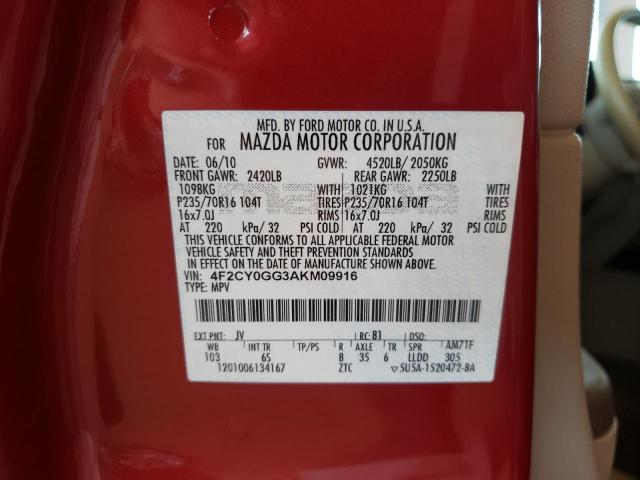 MFD. BY FORD MOTOR CO. IN U.S.A.
FOR MAZDA MOTOR CORPORATION
DATE: 06/10 GVWR: 4520LB/ 2050KG
FRONT GAWR: 2420LB REAR GAWR: 2250LB
1098KG WITH 1021KG WITH
P235/70R16 104T TIRES P235/70R16 104T TIRES
16x7.0J RIMS 16x7.0J RIMS
AT 220 kPa/ 32 PSI COLD AT 220 kPa/ 32 PSI COLD
THIS VEHICLE CONFORMS TO ALL APPLICABLE FEDERAL MOTOR
VEHICLE SAFETY AND THEFT PREVENTION STANDARDS
IN EFFECT ON THE DATE OF MANUFACTURE SHOWN ABOVE.
VIN: 4F2CY0GG3AKM09916
TYPE: MPV
EXT PNT: JV RC: 81 DSO:
WB INT TR TP/PS R AXLE TR SPR AM71F
103 6S 8 35 6 LLDD 305
1201006134167 ZTC ▽5U5A-1520472-BA